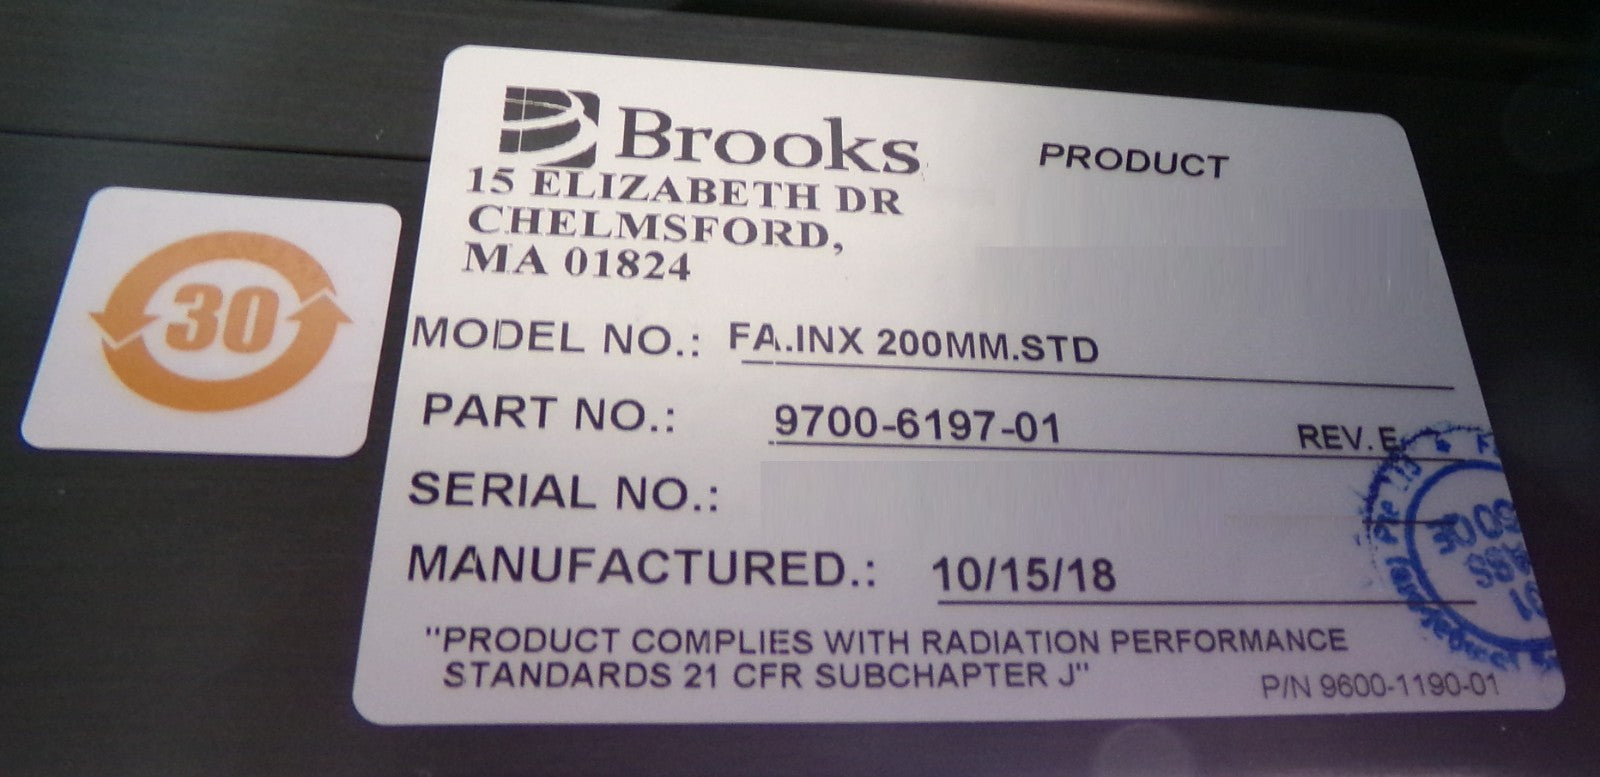 Brooks
PRODUCT
15 ELIZABETH DR
CHELMSFORD,
MA 01824
30
MODEL NO.: FA.INX 200MM.STD
PART NO.: 9700-6197-01 REV. E
SERIAL NO.:
MANUFACTURED.: 10/15/18
"PRODUCT COMPLIES WITH RADIATION PERFORMANCE
STANDARDS 21 CFR SUBCHAPTER J"
P/N 9600-1190-01